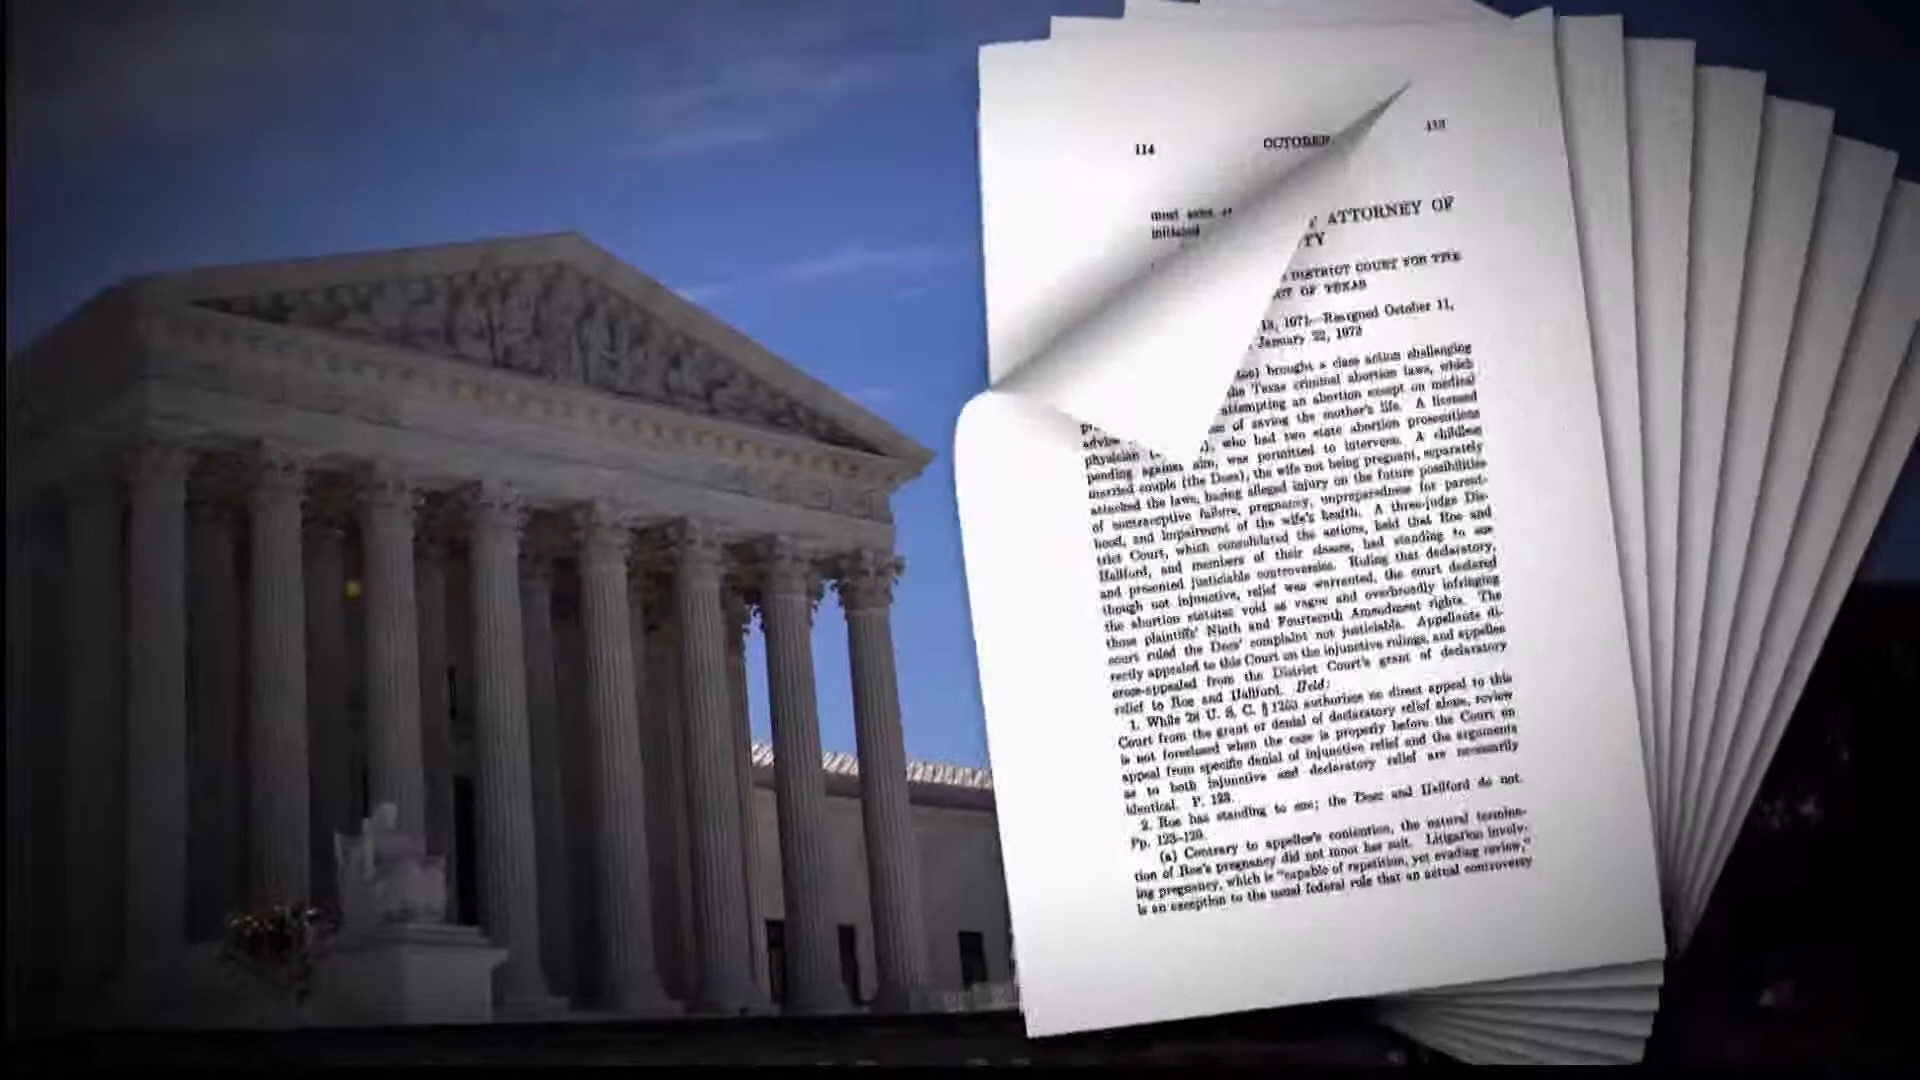 114
OCTOBER
113
most
initiated
ATTORNEY OF
TY
DISTRICT COURT FOR THE
OF TEXAS
13, 1971—Reargued October 11,
January 22, 1973
brought a class action challenging
Texas criminal abortion laws, which
attempting an abortion except on medical
of saving the mother's life. A licensed
advise who had two state abortion prosecutions
physician was permitted to intervene. A childless
pending against him,
married couple (the Does), the wife not being pregnant, separately
attacked the laws, basing alleged injury on the future possibilities
of contraceptive failure, pregnancy, unpreparedness for parent-
hood, and impairment of the wife's health. A three-judge Dis-
trict Court, which consolidated the actions, held that Roe and
Hallford, and members of their classes, had standing to sue
and presented justiciable controversies. Ruling that declaratory,
though not injunctive, relief was warranted, the court declared
the abortion statutes void as vague and overbroadly infringing
those plaintiffs' Ninth and Fourteenth Amendment rights. The
court ruled the Does' complaint not justiciable. Appellants di-
rectly appealed to this Court on the injunctive rulings, and appellee
cross-appealed from the District Court's grant of declaratory
relief to Roe and Hallford. Held:
1. While 28 U. S. C. § 1253 authorizes no direct appeal to this
Court from the grant or denial of declaratory relief alone, review
is not foreclosed when the case is properly before the Court on
appeal from specific denial of injunctive relief and the arguments
as to both injunctive and declaratory relief are necessarily
identical. P. 123.
2. Roe has standing to sue; the Does and Hallford do not.
Pp. 123-129.
(a) Contrary to appellee's contention, the natural termina-
tion of Roe's pregnancy did not moot her suit. Litigation involv-
ing pregnancy, which is "capable of repetition, yet evading review,"
is an exception to the usual federal rule that an actual controversy